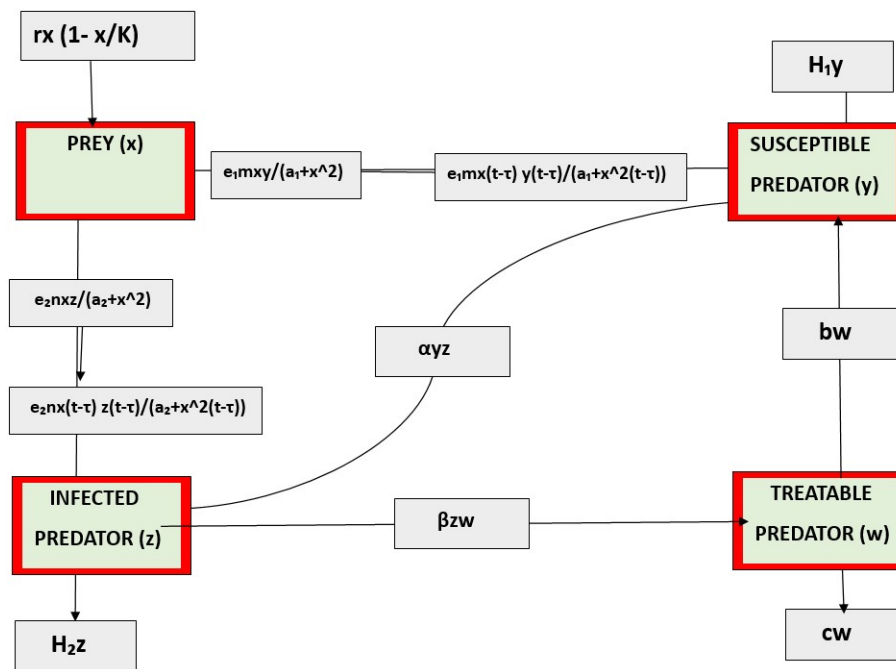 rx (1- x/K)
H₁y
PREY (x)
SUSCEPTIBLE
PREDATOR (y)
e₁mxy/(a₁+x^2)
e₁mx(t-τ) y(t-τ)/(a₁+x^2(t-τ))
e₂nxz/(a₂+x^2)
αyz
bw
e₂nx(t-τ) z(t-τ)/(a₂+x^2(t-τ))
INFECTED
PREDATOR (z)
βzw
TREATABLE
PREDATOR (w)
H₂z
cw